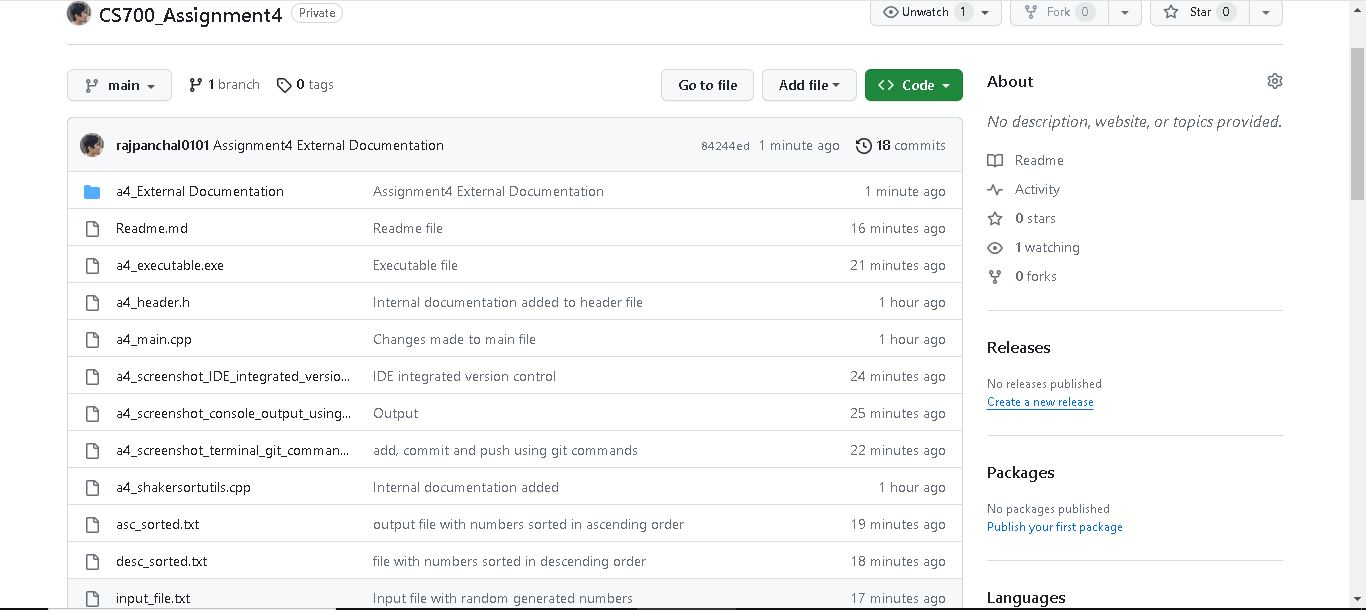 CS700_Assignment4 Private Unwatch 1 Fork 0 Star 0
main 1 branch 0 tags Go to file Add file Code
rajpanchal0101 Assignment4 External Documentation 84244ed 1 minute ago 18 commits
a4_External Documentation Assignment4 External Documentation 1 minute ago
Readme.md Readme file 16 minutes ago
a4_executable.exe Executable file 21 minutes ago
a4_header.h Internal documentation added to header file 1 hour ago
a4_main.cpp Changes made to main file 1 hour ago
a4_screenshot_IDE_integrated_versio... IDE integrated version control 24 minutes ago
a4_screenshot_console_output_using... Output 25 minutes ago
a4_screenshot_terminal_git_comman... add, commit and push using git commands 22 minutes ago
a4_shakersortutils.cpp Internal documentation added 1 hour ago
asc_sorted.txt output file with numbers sorted in ascending order 19 minutes ago
desc_sorted.txt file with numbers sorted in descending order 18 minutes ago
input_file.txt Input file with random generated numbers 17 minutes ago
About
No description, website, or topics provided.
Readme
Activity
0 stars
1 watching
0 forks
Releases
No releases published
Create a new release
Packages
No packages published
Publish your first package
Languages